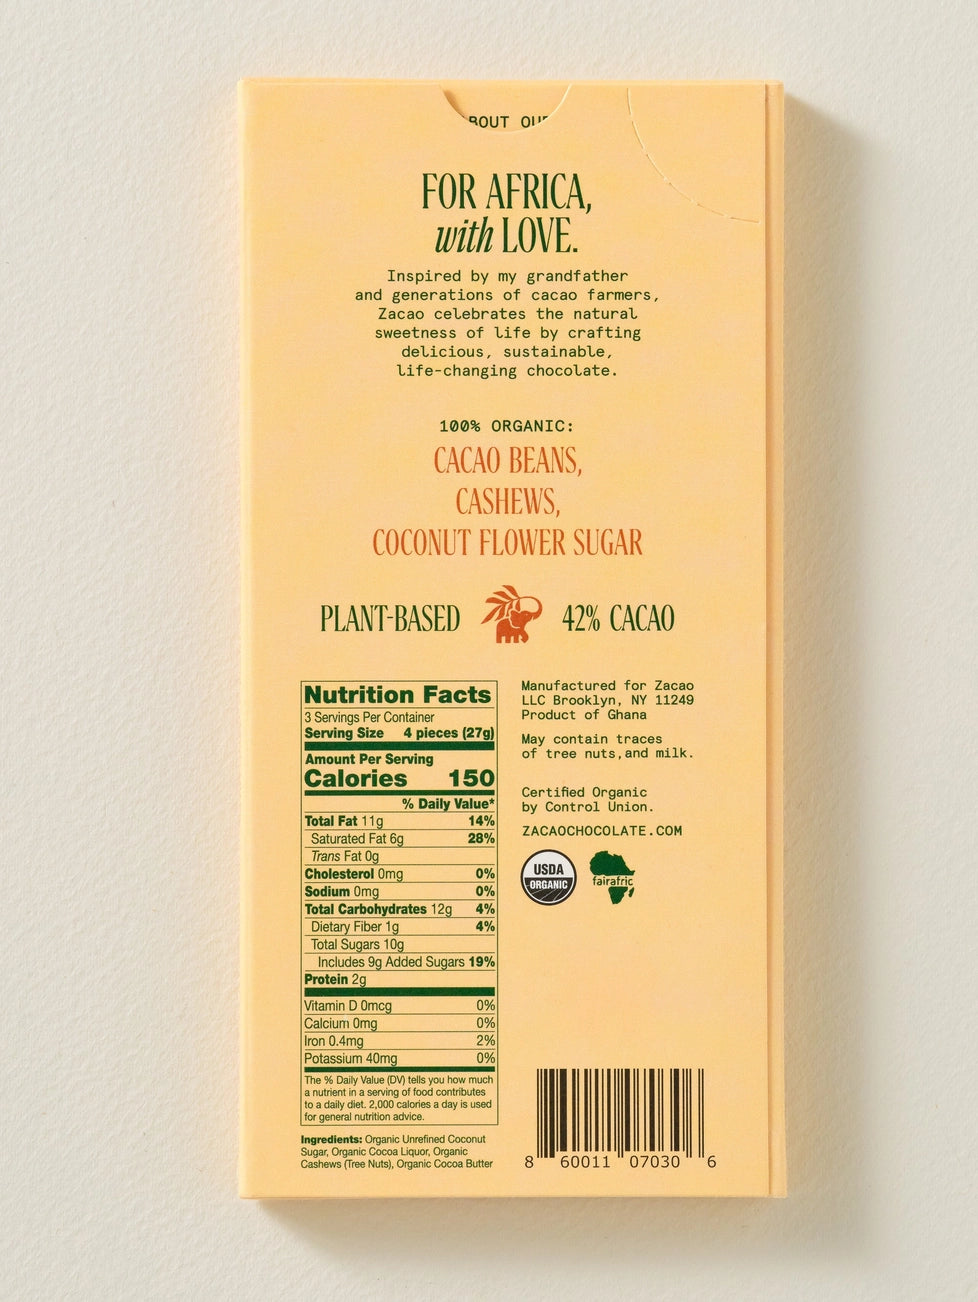 BOUT OUR
FOR AFRICA,
with LOVE.
Inspired by my grandfather
and generations of cacao farmers,
Zacao celebrates the natural
sweetness of life by crafting
delicious, sustainable,
life-changing chocolate.
100% ORGANIC:
CACAO BEANS,
CASHEWS,
COCONUT FLOWER SUGAR
PLANT-BASED 42% CACAO
Nutrition Facts
3 Servings Per Container
Serving Size 4 pieces (27g)
Amount Per Serving
Calories 150
% Daily Value*
Total Fat 11g 14%
Saturated Fat 6g 28%
Trans Fat 0g
Cholesterol 0mg 0%
Sodium 0mg 0%
Total Carbohydrates 12g 4%
Dietary Fiber 1g 4%
Total Sugars 10g
Includes 9g Added Sugars 19%
Protein 2g
Vitamin D 0mcg 0%
Calcium 0mg 0%
Iron 0.4mg 2%
Potassium 40mg 0%
The % Daily Value (DV) tells you how much
a nutrient in a serving of food contributes
to a daily diet. 2,000 calories a day is used
for general nutrition advice.
Ingredients: Organic Unrefined Coconut
Sugar, Organic Cocoa Liquor, Organic
Cashews (Tree Nuts), Organic Cocoa Butter
Manufactured for Zacao
LLC Brooklyn, NY 11249
Product of Ghana
May contain traces
of tree nuts,and milk.
Certified Organic
by Control Union.
ZACAOCHOCOLATE.COM
USDA
ORGANIC
fairafric
8 60011 07030 6